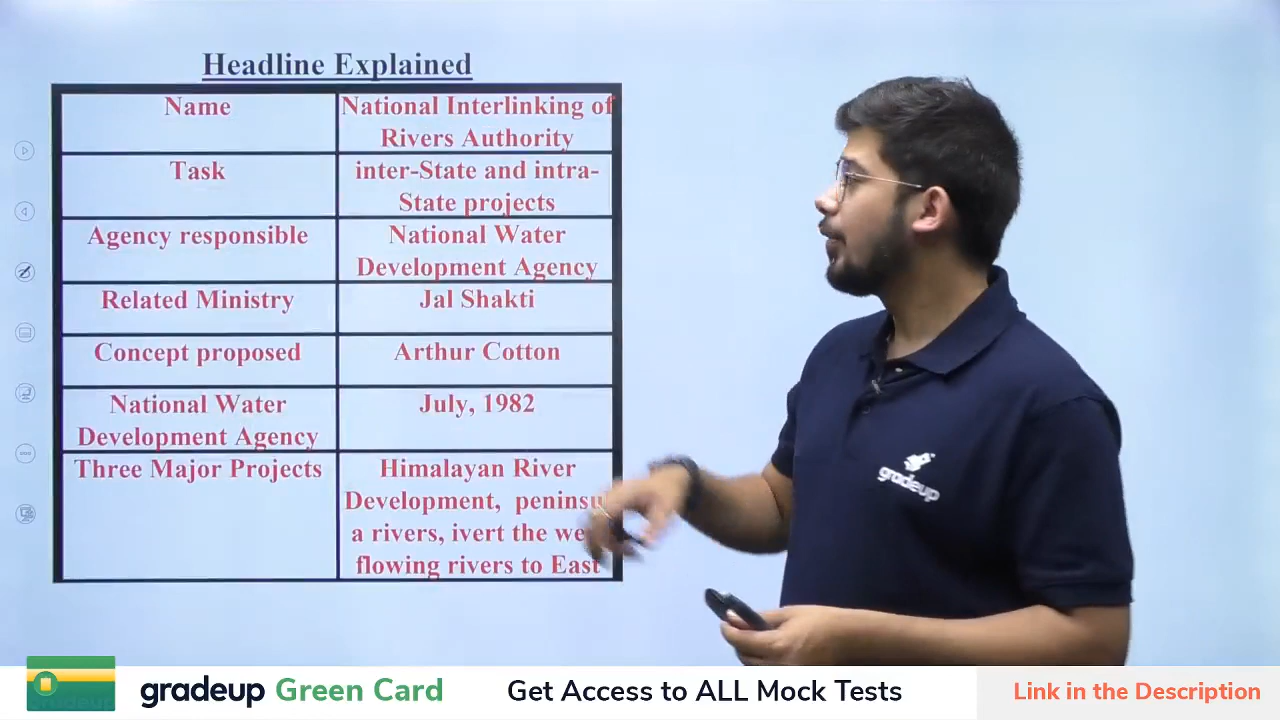 Headline Explained
Name
National Interlinking of
Rivers Authority
Task
inter-State and intra-
State projects
Agency responsible
National Water
Development Agency
Related Ministry
Jal Shakti
Concept proposed
Arthur Cotton
National Water
Development Agency
July, 1982
Three Major Projects
Himalayan River
Development, peninsu
a rivers, ivert the we
flowing rivers to East
gradeup
gradeup Green Card
Get Access to ALL Mock Tests
Link in the Description